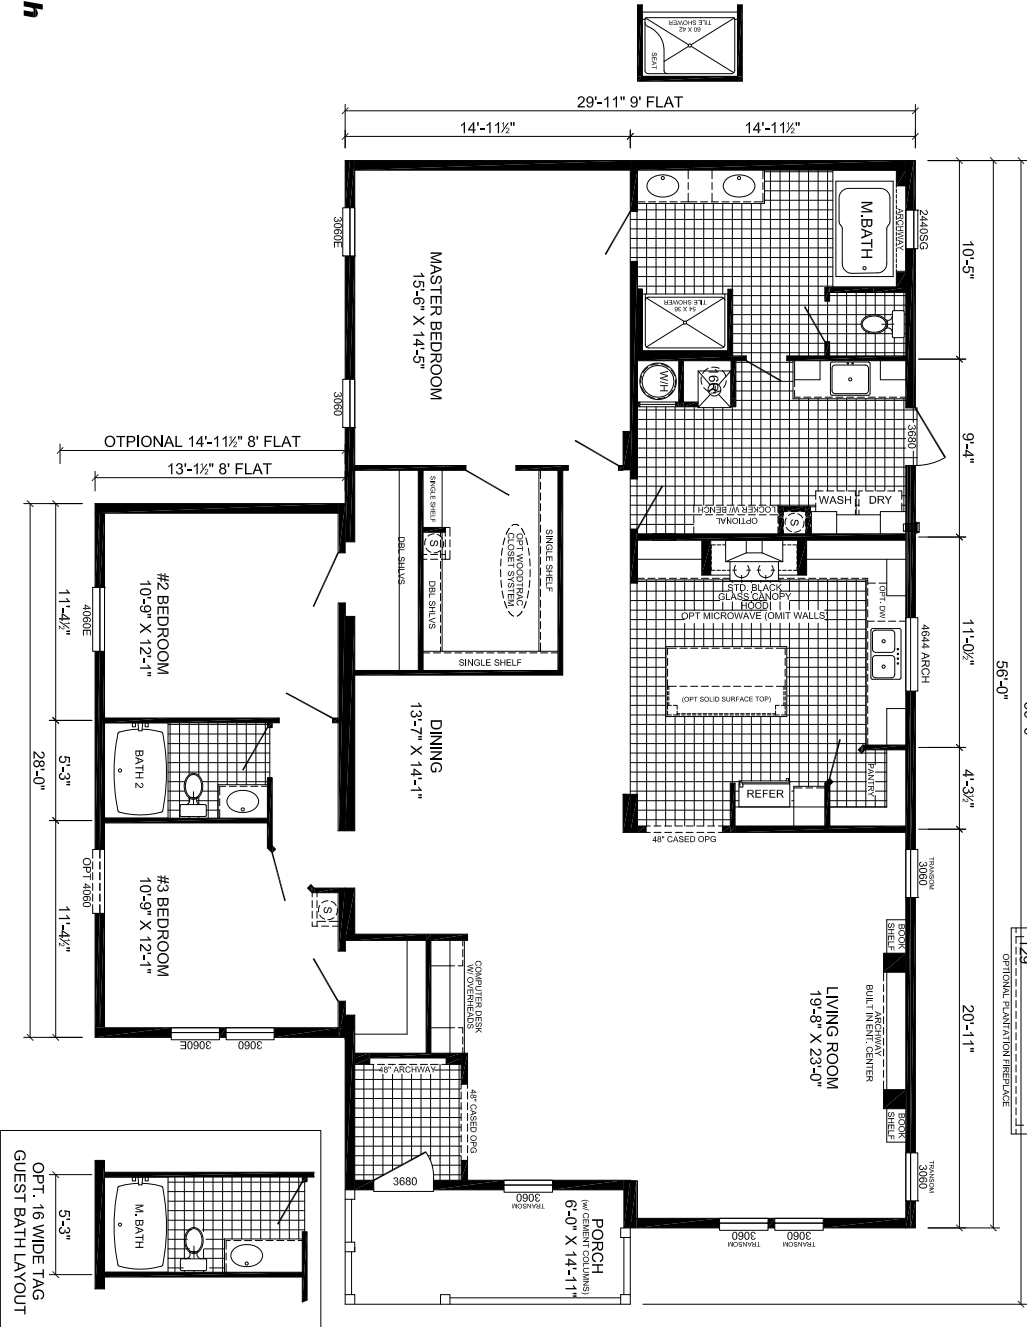 h
60 X 42
TILE SHOWER
SEAT
29'-11" 9' FLAT
14'-11½"
14'-11½"
M.BATH
ARCHWAY
2440SG
10'-5"
54 X 36
TILE SHOWER
3060E
MASTER BEDROOM
15'-6" X 14'-5"
3060
W/H
3680
9'-4"
WASH
DRY
OPTIONAL
LOCKER W/ BENCH
S
OTPIONAL 14'-11½" 8' FLAT
13'-1½" 8' FLAT
SINGLE SHELF
DBL SHLVS
S
DBL SHLVS
OPT WOODTRAC
CLOSET SYSTEM
SINGLE SHELF
SINGLE SHELF
STD. BLACK
GLASS CANOPY
HOOD
OPT MICROWAVE (OMIT WALLS)
OPT. DW
4644 ARCH
11'-0½"
56'-0"
(OPT SOLID SURFACE TOP)
#2 BEDROOM
10'-9" X 12'-1"
4060E
11'-4½"
DINING
13'-7" X 14'-1"
REFER
PANTRY
4'-3½"
48" CASED OPG
BATH 2
5'-3"
28'-0"
OPT 4060
#3 BEDROOM
10'-9" X 12'-1"
11'-4½"
S
3060E
3060
COMPUTER DESK
W/ OVERHEADS
LIVING ROOM
19'-8" X 23'-0"
TRANSOM
3060
BOOK
SHELF
ARCHWAY
BUILT IN ENT. CENTER
BOOK
SHELF
TRANSOM
3060
20'-11"
OPTIONAL PLANTATION FIREPLACE
48" ARCHWAY
48" CASED OPG
3680
3060
TRANSOM
3060
TRANSOM
3060
TRANSOM
PORCH
(w/ CEMENT COLUMNS)
6'-0" X 14'-11"
M. BATH
5'-3"
OPT. 16 WIDE TAG
GUEST BATH LAYOUT